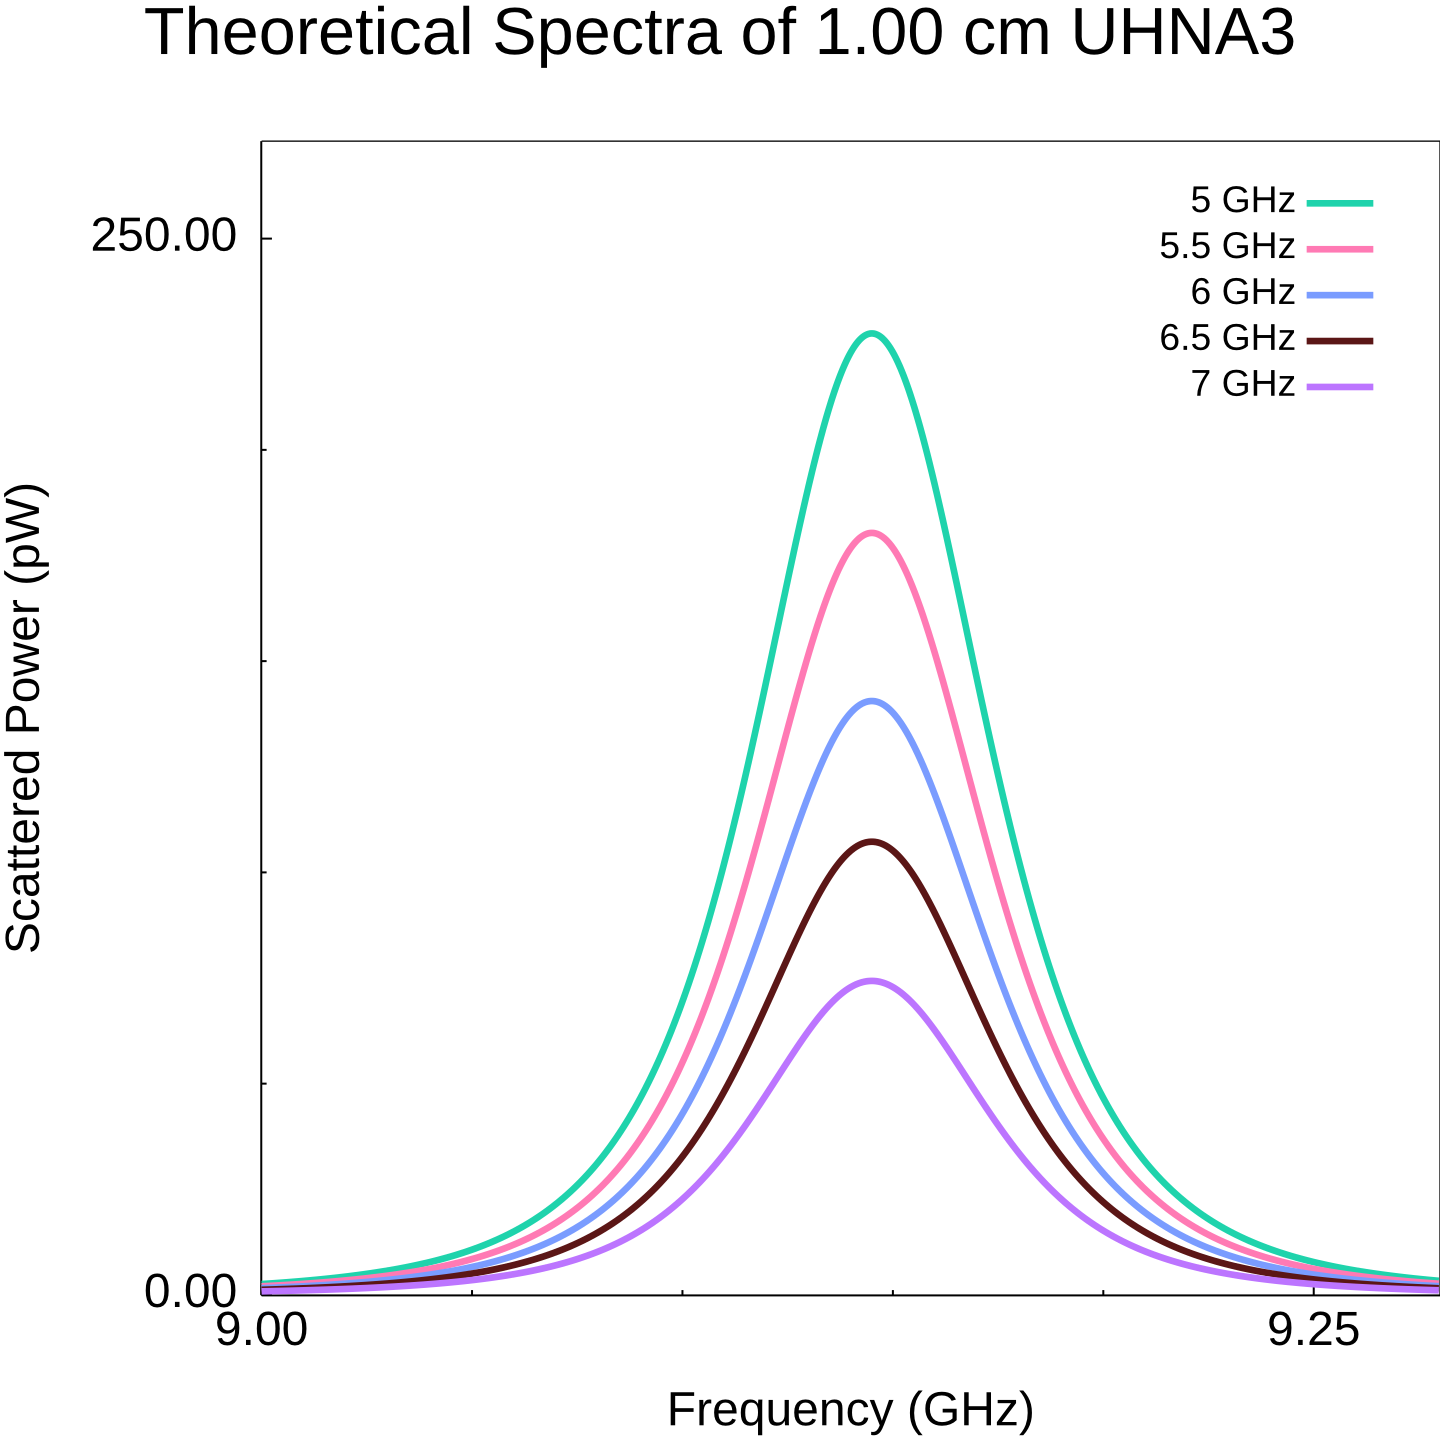 Theoretical Spectra of 1.00 cm UHNA3
5 GHz
5.5 GHz
6 GHz
6.5 GHz
7 GHz
250.00
Scattered Power (pW)
0.00
9.00
9.25
Frequency (GHz)